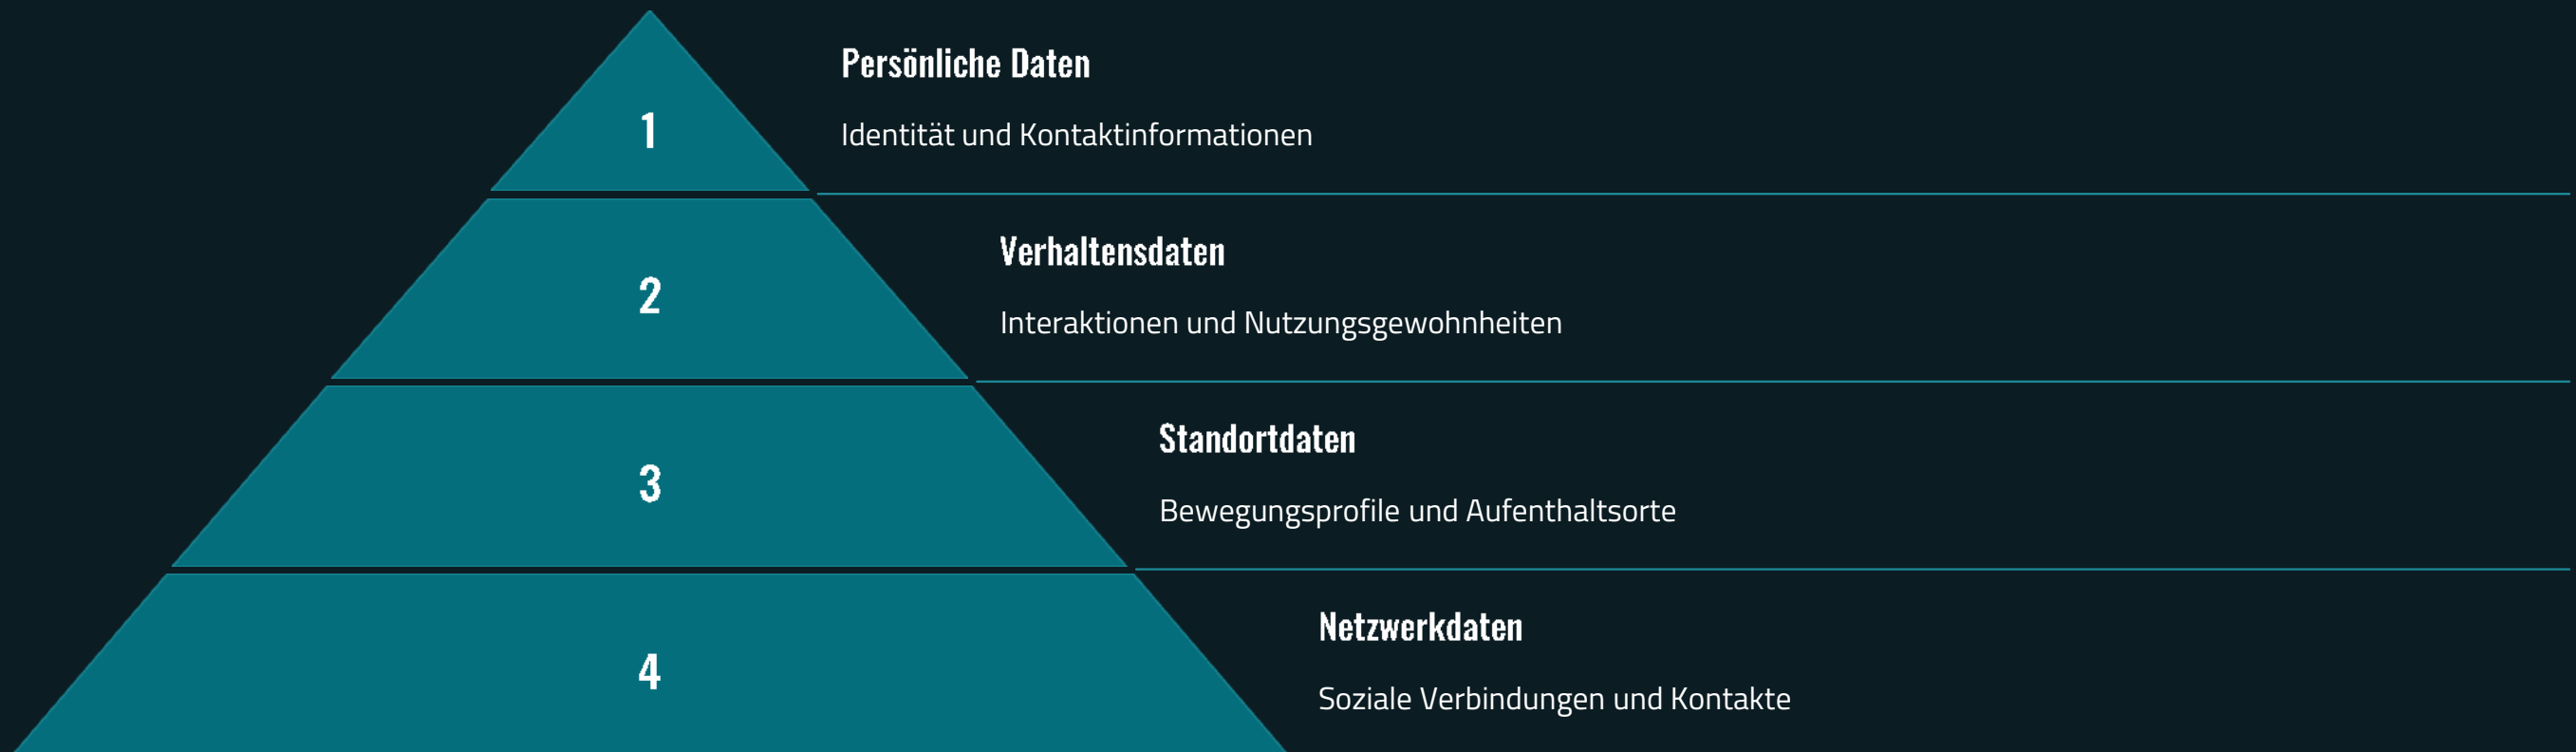 1
Persönliche Daten
Identität und Kontaktinformationen
2
Verhaltensdaten
Interaktionen und Nutzungsgewohnheiten
3
Standortdaten
Bewegungsprofile und Aufenthaltsorte
4
Netzwerkdaten
Soziale Verbindungen und Kontakte